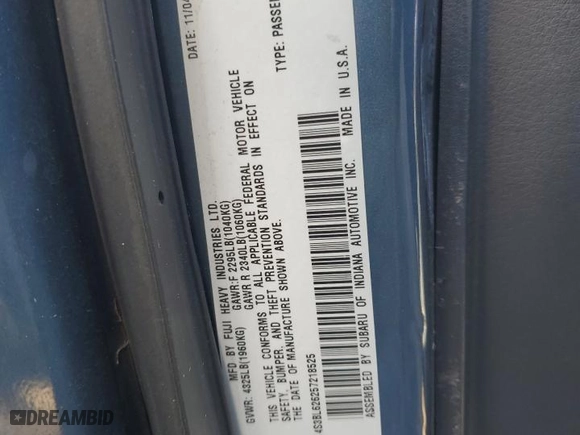 MFD BY FUJI HEAVY INDUSTRIES LTD. DATE: 11/04
GVWR: 4325LB(1960KG) GAWR:F 2295LB(1040KG)
GAWR R 2340LB(1060KG)
THIS VEHICLE CONFORMS TO ALL APPLICABLE FEDERAL MOTOR VEHICLE
SAFETY, BUMPER, AND THEFT PREVENTION STANDARDS IN EFFECT ON
THE DATE OF MANUFACTURE SHOWN ABOVE.
4S3BL626257218525 TYPE: PASSE
ASSEMBLED BY SUBARU OF INDIANA AUTOMOTIVE INC. MADE IN U.S.A.
DREAMBID